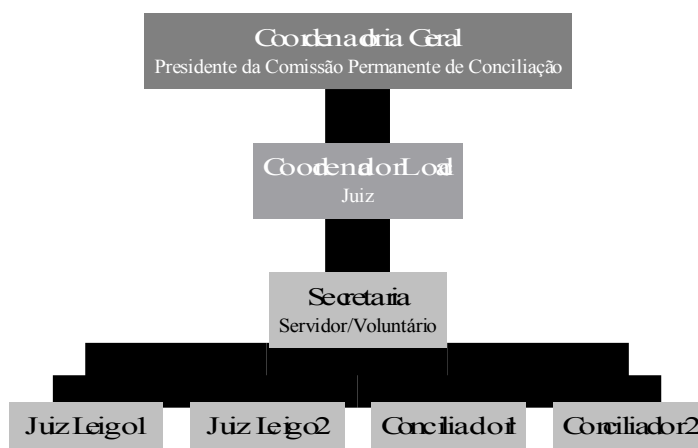 Coordenadoria Geral
Presidente da Comissão Permanente de Conciliação
Coordenador Local
Juiz
Secretaria
Servidor/Voluntário
Juiz Leigo 1
Juiz Leigo 2
Conciliador 1
Conciliador 2